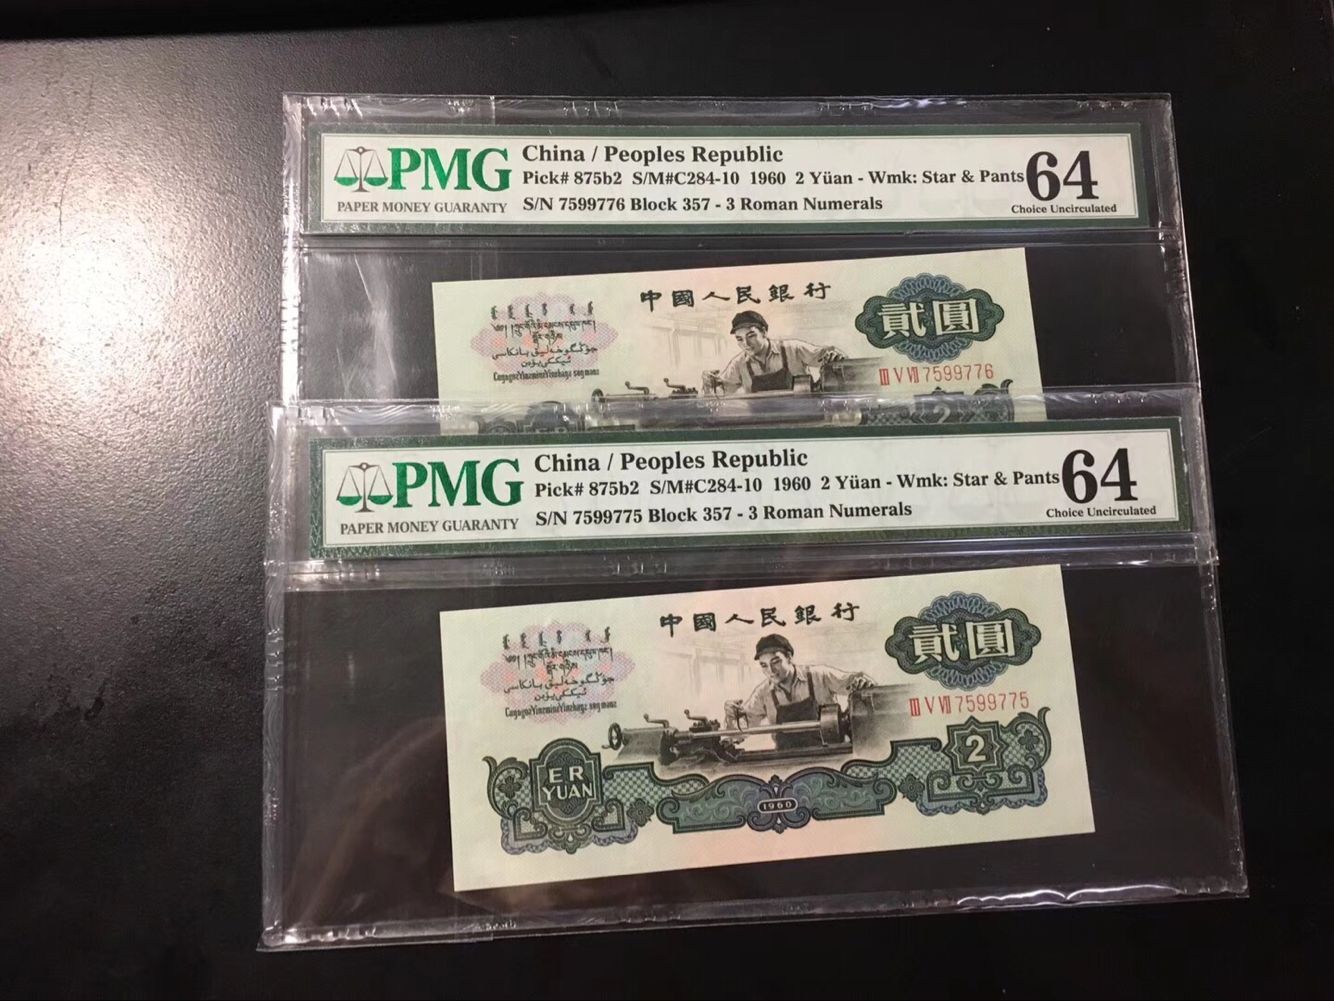 PMG
PAPER MONEY GUARANTY
China / Peoples Republic
Pick# 875b2 S/M#C284-10 1960 2 Yüan - Wmk: Star & Pants
S/N 7599776 Block 357 - 3 Roman Numerals
64
Choice Uncirculated
中國人民銀行
貳圓
III V VII 7599776
2
PMG
PAPER MONEY GUARANTY
China / Peoples Republic
Pick# 875b2 S/M#C284-10 1960 2 Yüan - Wmk: Star & Pants
S/N 7599775 Block 357 - 3 Roman Numerals
64
Choice Uncirculated
中國人民銀行
貳圓
III V VII 7599775
ER
YUAN
1960
2